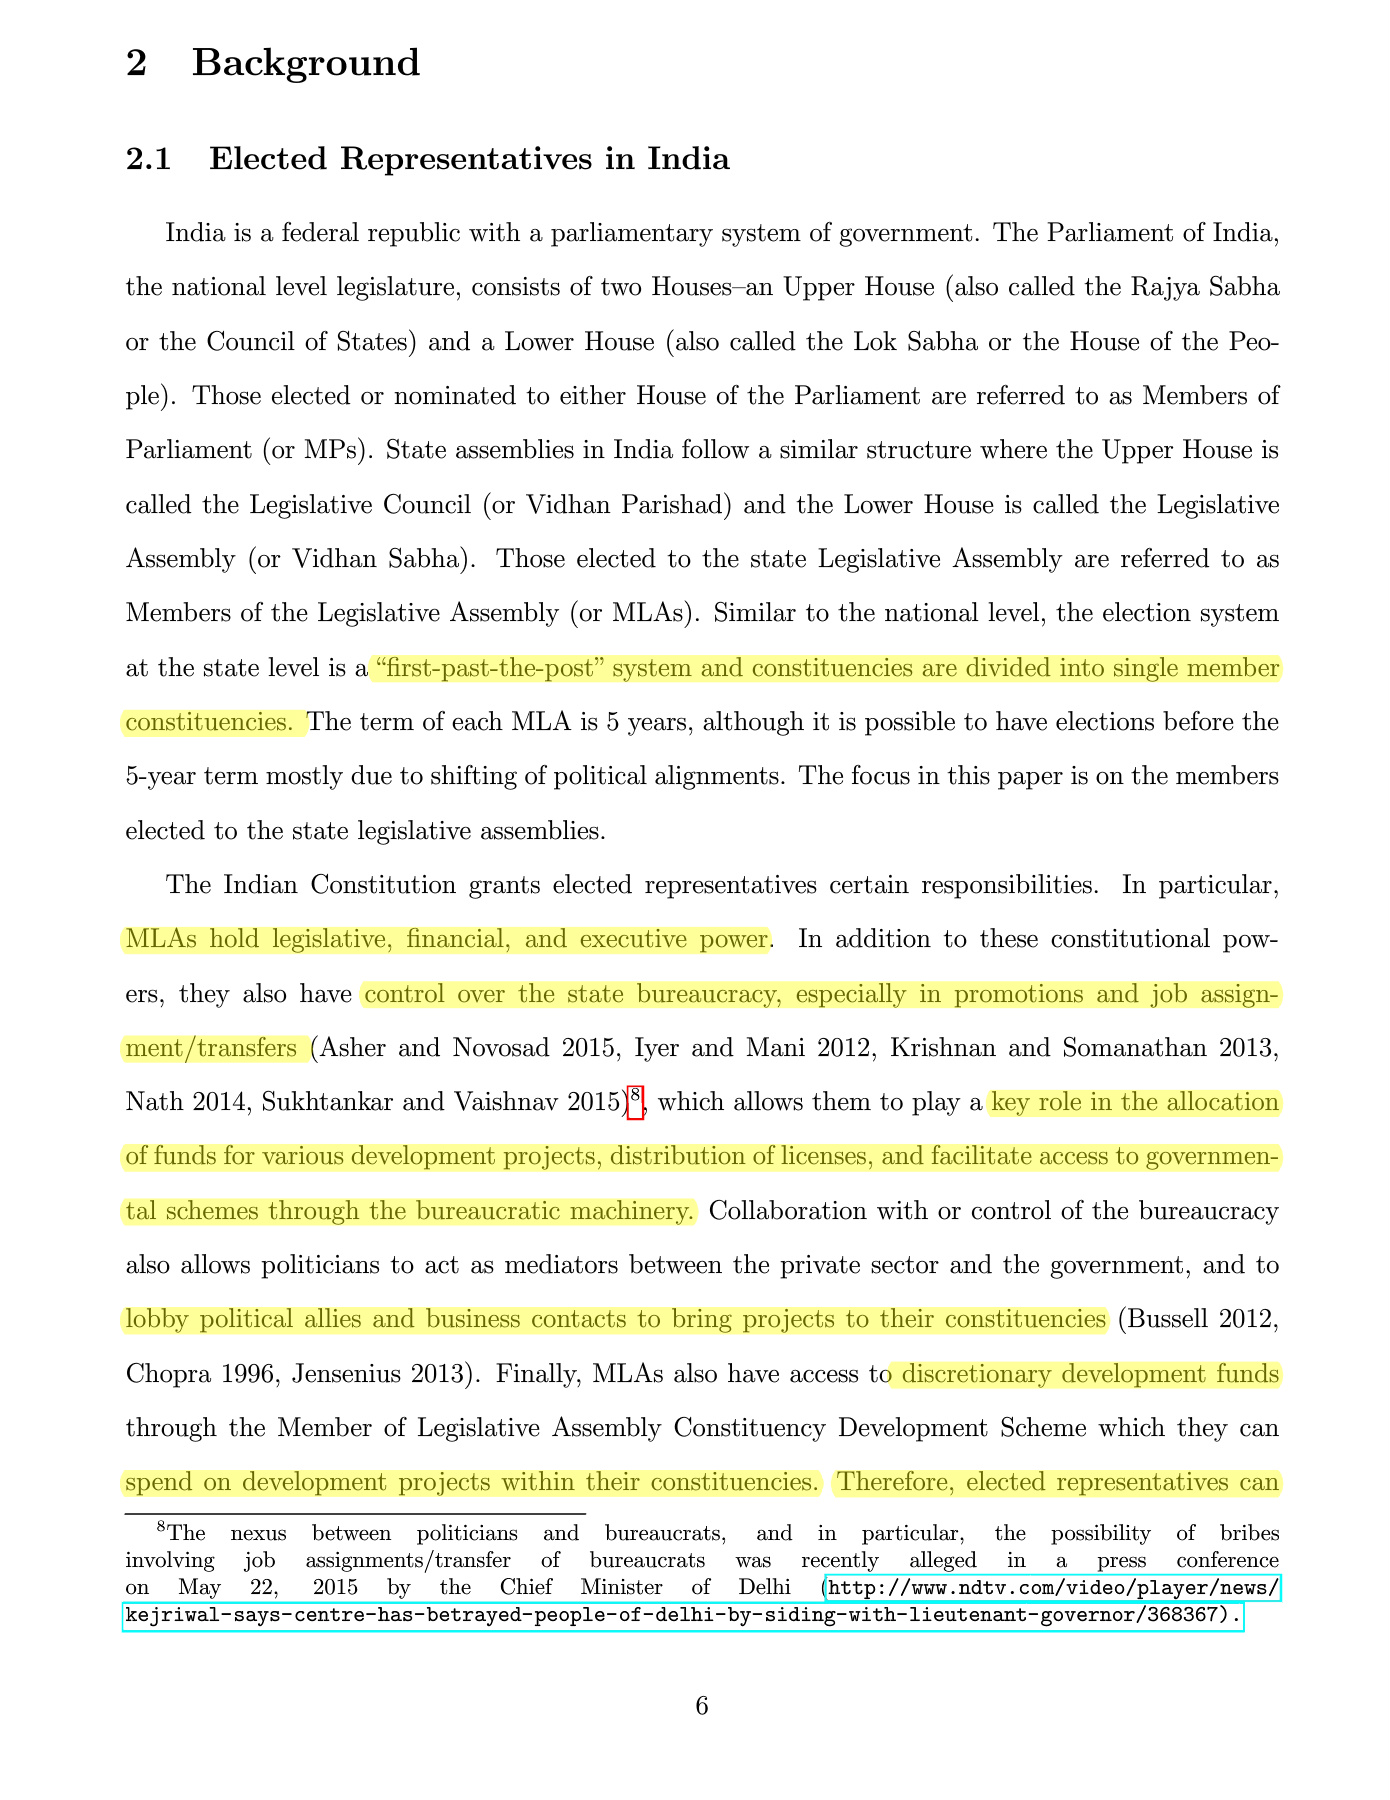 2 Background
2.1 Elected Representatives in India
India is a federal republic with a parliamentary system of government. The Parliament of India,
the national level legislature, consists of two Houses–an Upper House (also called the Rajya Sabha
or the Council of States) and a Lower House (also called the Lok Sabha or the House of the Peo-
ple). Those elected or nominated to either House of the Parliament are referred to as Members of
Parliament (or MPs). State assemblies in India follow a similar structure where the Upper House is
called the Legislative Council (or Vidhan Parishad) and the Lower House is called the Legislative
Assembly (or Vidhan Sabha). Those elected to the state Legislative Assembly are referred to as
Members of the Legislative Assembly (or MLAs). Similar to the national level, the election system
at the state level is a “first-past-the-post” system and constituencies are divided into single member
constituencies. The term of each MLA is 5 years, although it is possible to have elections before the
5-year term mostly due to shifting of political alignments. The focus in this paper is on the members
elected to the state legislative assemblies.
The Indian Constitution grants elected representatives certain responsibilities. In particular,
MLAs hold legislative, financial, and executive power. In addition to these constitutional pow-
ers, they also have control over the state bureaucracy, especially in promotions and job assign-
ment/transfers (Asher and Novosad 2015, Iyer and Mani 2012, Krishnan and Somanathan 2013,
Nath 2014, Sukhtankar and Vaishnav 2015)8, which allows them to play a key role in the allocation
of funds for various development projects, distribution of licenses, and facilitate access to governmen-
tal schemes through the bureaucratic machinery. Collaboration with or control of the bureaucracy
also allows politicians to act as mediators between the private sector and the government, and to
lobby political allies and business contacts to bring projects to their constituencies (Bussell 2012,
Chopra 1996, Jensenius 2013). Finally, MLAs also have access to discretionary development funds
through the Member of Legislative Assembly Constituency Development Scheme which they can
spend on development projects within their constituencies. Therefore, elected representatives can
8The nexus between politicians and bureaucrats, and in particular, the possibility of bribes
involving job assignments/transfer of bureaucrats was recently alleged in a press conference
on May 22, 2015 by the Chief Minister of Delhi (http://www.ndtv.com/video/player/news/
kejriwal-says-centre-has-betrayed-people-of-delhi-by-siding-with-lieutenant-governor/368367).
6